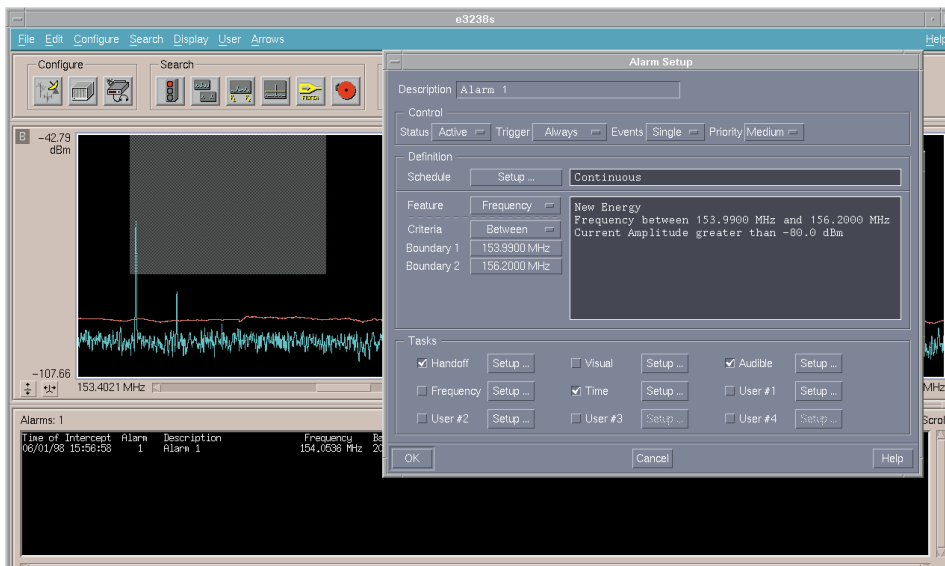 e3238s
File Edit Configure Search Display User Arrows Help
Configure
Search
FILTER
B -42.79
dBm
-107.66
153.4021 MHz
MHz
Alarms: 1
Scrol
Time of Intercept Alarm Description Frequency Ba
06/01/98 15:56:58 1 Alarm 1 154.0536 MHz 20
Alarm Setup
Description Alarm 1
Control
Status Active Trigger Always Events Single Priority Medium
Definition
Schedule Setup ... Continuous
Feature Frequency
Criteria Between
Boundary 1 153.9900 MHz
Boundary 2 156.2000 MHz
New Energy
Frequency between 153.9900 MHz and 156.2000 MHz
Current Amplitude greater than -80.0 dBm
Tasks
Handoff Setup ... Visual Setup ... Audible Setup ...
Frequency Setup ... Time Setup ... User #1 Setup ...
User #2 Setup ... User #3 Setup ... User #4 Setup ...
OK Cancel Help